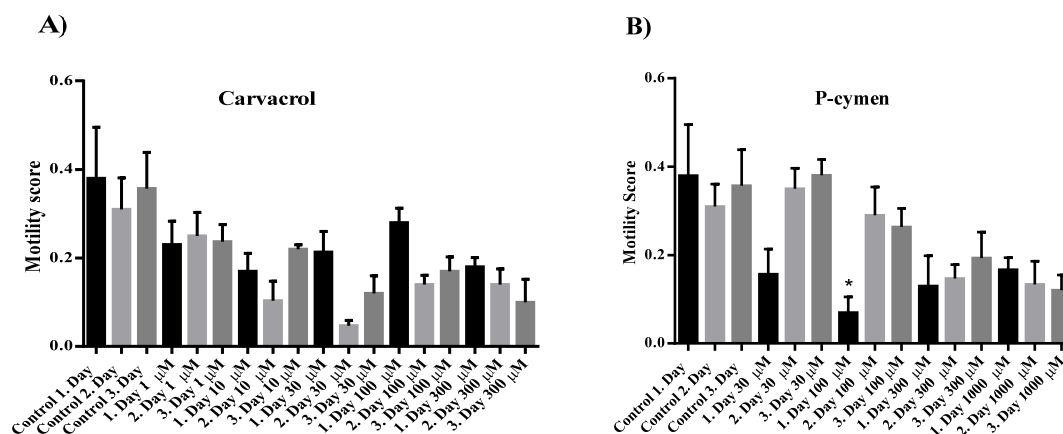 A)
Carvacrol
Motility score
0.6
0.4
0.2
0.0
Control 1. Day
Control 2. Day
Control 3. Day
1. Day 1 μM
2. Day 1 μM
3. Day 1 μM
1. Day 10 μM
2. Day 10 μM
3. Day 10 μM
1. Day 30 μM
2. Day 30 μM
3. Day 30 μM
1. Day 100 μM
2. Day 100 μM
3. Day 100 μM
1. Day 300 μM
2. Day 300 μM
3. Day 300 μM
B)
P-cymen
Motility Score
0.6
0.4
0.2
0.0
*
Control 1. Day
Control 2. Day
Control 3. Day
1. Day 30 μM
2. Day 30 μM
3. Day 30 μM
1. Day 100 μM
2. Day 100 μM
3. Day 100 μM
1. Day 300 μM
2. Day 300 μM
3. Day 300 μM
1. Day 1000 μM
2. Day 1000 μM
3. Day 1000 μM